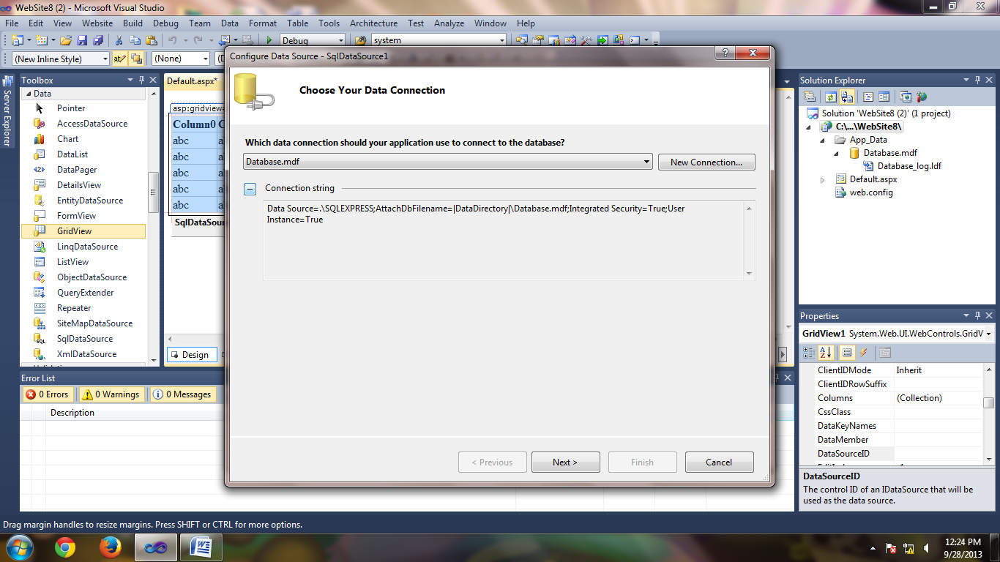 WebSite8 (2) - Microsoft Visual Studio
File Edit View Website Build Debug Team Data Format Table Tools Architecture Test Analyze Window Help
Debug system
(New Inline Style) (None)
Toolbox
Data
Pointer
AccessDataSource
Chart
DataList
DataPager
DetailsView
EntityDataSource
FormView
GridView
LinqDataSource
ListView
ObjectDataSource
QueryExtender
Repeater
SiteMapDataSource
SqlDataSource
XmlDataSource
Server Explorer
Default.aspx*
asp:gridview
Column0
abc
abc
abc
abc
abc
SqlDataSour
Design
Configure Data Source - SqlDataSource1
Choose Your Data Connection
Which data connection should your application use to connect to the database?
Database.mdf
New Connection...
Connection string
Data Source=.\SQLEXPRESS;AttachDbFilename=|DataDirectory|\Database.mdf;Integrated Security=True;User
Instance=True
< Previous Next > Finish Cancel
Solution Explorer
Solution 'WebSite8 (2)' (1 project)
C:\...\WebSite8\
App_Data
Database.mdf
Database_log.ldf
Default.aspx
web.config
Properties
GridView1 System.Web.UI.WebControls.GridV
ClientIDMode Inherit
ClientIDRowSuffix
Columns (Collection)
CssClass
DataKeyNames
DataMember
DataSourceID
DataSourceID
The control ID of an IDataSource that will be
used as the data source.
Error List
0 Errors 0 Warnings 0 Messages
Description
Drag margin handles to resize margins. Press SHIFT or CTRL for more options.
12:24 PM
9/28/2013